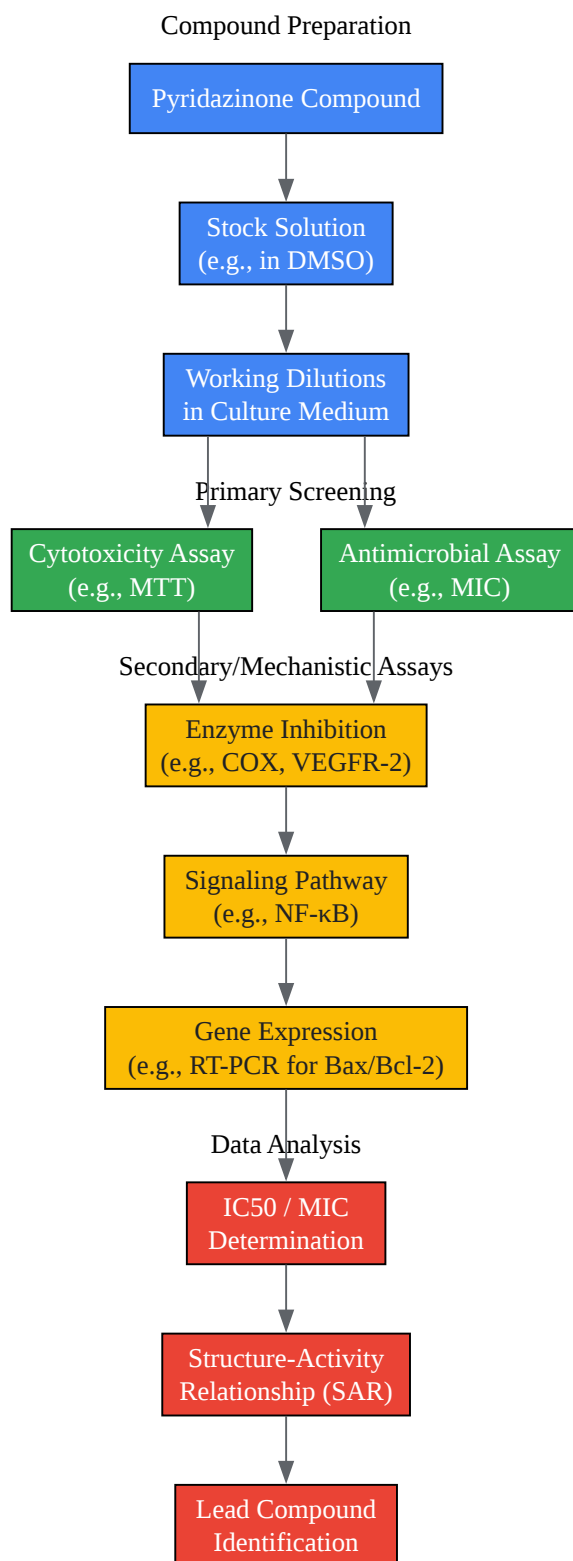 Compound Preparation
Pyridazinone Compound
Stock Solution
(e.g., in DMSO)
Working Dilutions
in Culture Medium
Primary Screening
Cytotoxicity Assay
(e.g., MTT)
Antimicrobial Assay
(e.g., MIC)
Secondary/Mechanistic Assays
Enzyme Inhibition
(e.g., COX, VEGFR-2)
Signaling Pathway
(e.g., NF-κB)
Gene Expression
(e.g., RT-PCR for Bax/Bcl-2)
Data Analysis
IC50 / MIC
Determination
Structure-Activity
Relationship (SAR)
Lead Compound
Identification